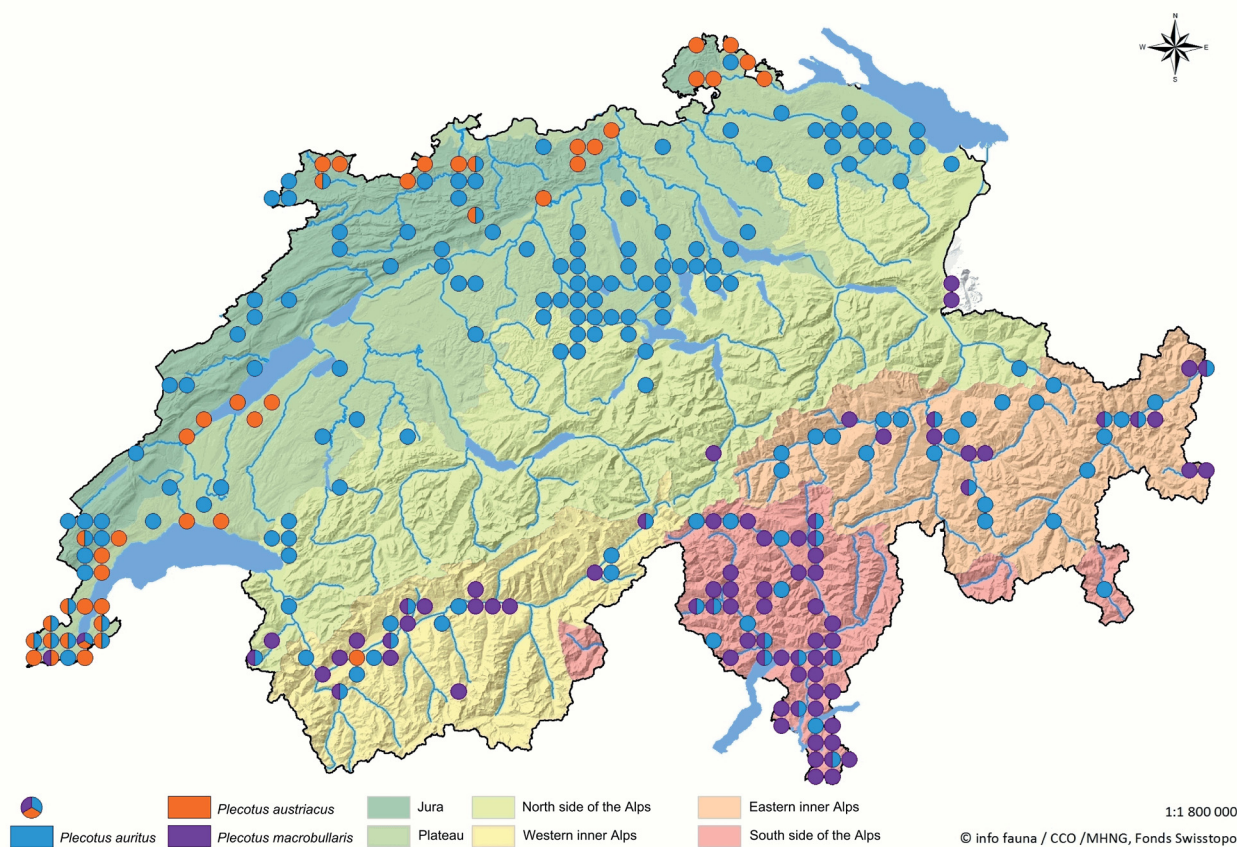 N
W E
S
Plecotus austriacus
Jura
North side of the Alps
Eastern inner Alps
1:1 800 000
Plecotus auritus
Plecotus macrobullaris
Plateau
Western inner Alps
South side of the Alps
© info fauna / CCO /MHNG, Fonds Swisstopo